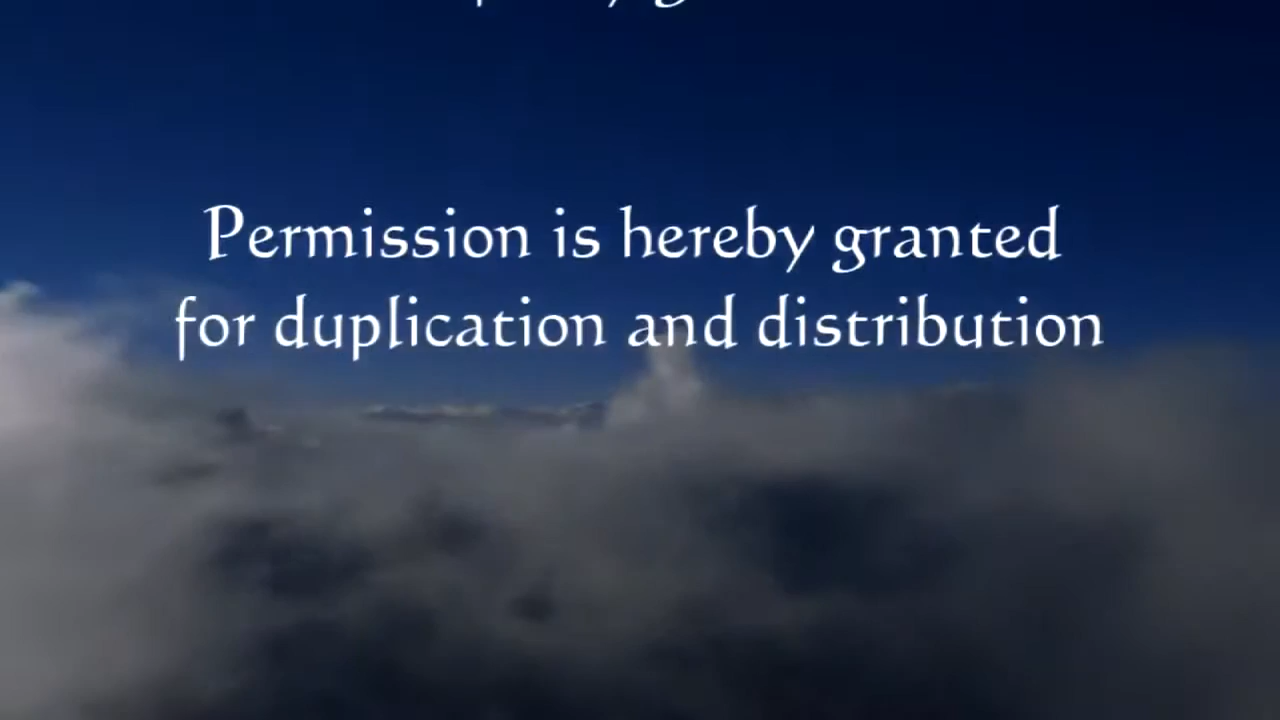 Permission is hereby granted
for duplication and distribution